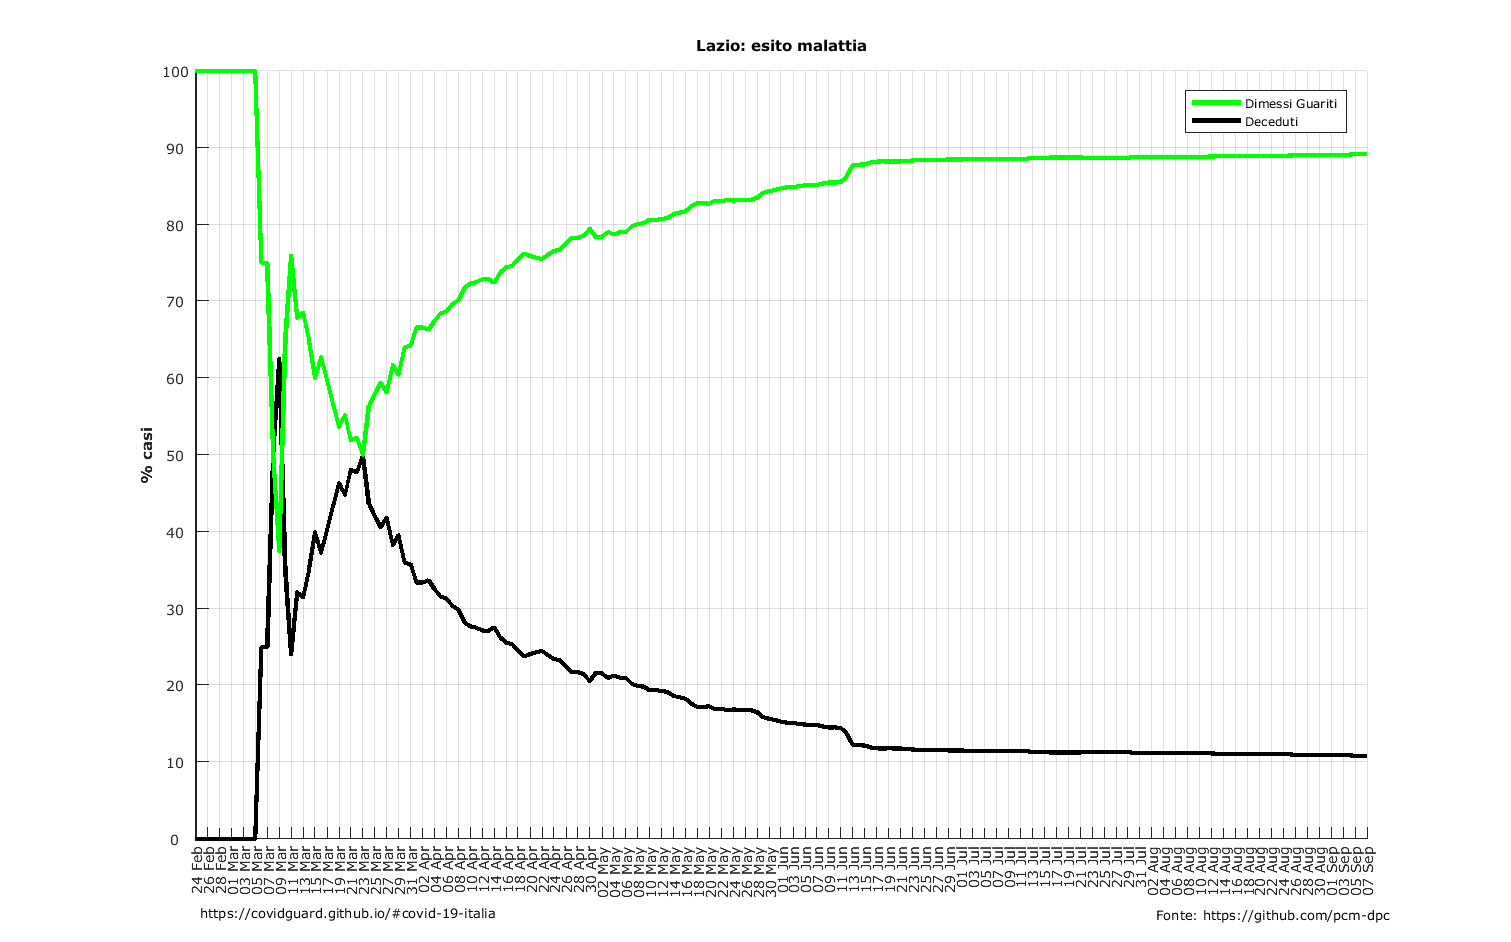 Lazio: esito malattia
100
90
80
70
60
50
40
30
20
10
0
% casi
Dimessi Guariti
Deceduti
24 Feb
26 Feb
28 Feb
01 Mar
03 Mar
05 Mar
07 Mar
09 Mar
11 Mar
13 Mar
15 Mar
17 Mar
19 Mar
21 Mar
23 Mar
25 Mar
27 Mar
29 Mar
31 Mar
02 Apr
04 Apr
06 Apr
08 Apr
10 Apr
12 Apr
14 Apr
16 Apr
18 Apr
20 Apr
22 Apr
24 Apr
26 Apr
28 Apr
30 Apr
02 May
04 May
06 May
08 May
10 May
12 May
14 May
16 May
18 May
20 May
22 May
24 May
26 May
28 May
30 May
01 Jun
03 Jun
05 Jun
07 Jun
09 Jun
11 Jun
13 Jun
15 Jun
17 Jun
19 Jun
21 Jun
23 Jun
25 Jun
27 Jun
29 Jun
01 Jul
03 Jul
05 Jul
07 Jul
09 Jul
11 Jul
13 Jul
15 Jul
17 Jul
19 Jul
21 Jul
23 Jul
25 Jul
27 Jul
29 Jul
31 Jul
02 Aug
04 Aug
06 Aug
08 Aug
10 Aug
12 Aug
14 Aug
16 Aug
18 Aug
20 Aug
22 Aug
24 Aug
26 Aug
28 Aug
30 Aug
01 Sep
03 Sep
05 Sep
07 Sep
https://covidguard.github.io/#covid-19-italia
Fonte: https://github.com/pcm-dpc